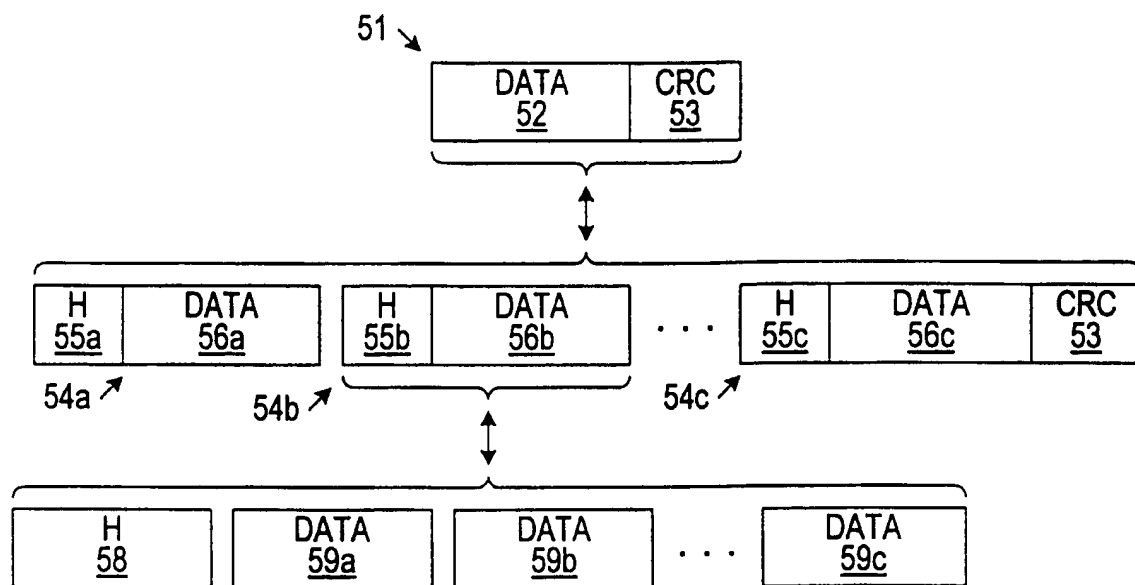 51
DATA CRC
52 53
H DATA H DATA . . . H DATA CRC
55a 56a 55b 56b 55c 56c 53
54a 54b 54c
H DATA DATA . . . DATA
58 59a 59b 59c